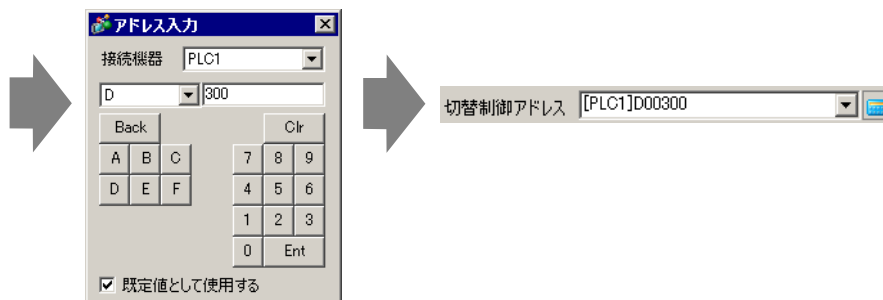 アドレス入力
接続機器 PLC1
D 300
Back Clr
A B C 7 8 9
D E F 4 5 6
1 2 3
0 Ent
既定値として使用する
切替制御アドレス [PLC1]D00300